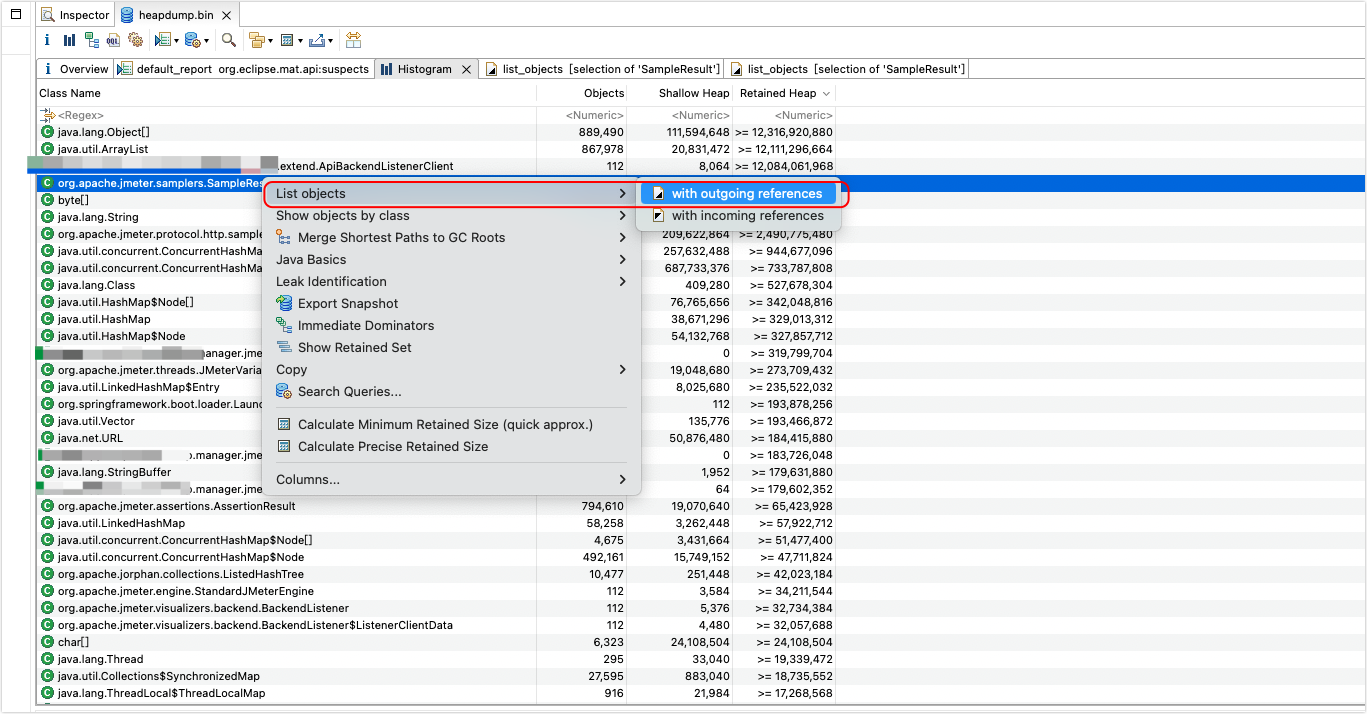 Inspector heapdump.bin
Overview default_report org.eclipse.mat.api:suspects Histogram list_objects [selection of 'SampleResult'] list_objects [selection of 'SampleResult']
Class Name Objects Shallow Heap Retained Heap
<Regex> <Numeric> <Numeric> <Numeric>
java.lang.Object[] 889,490 111,594,648 >= 12,316,920,880
java.util.ArrayList 867,978 20,831,472 >= 12,111,296,664
.extend.ApiBackendListenerClient 112 8,064 >= 12,084,061,968
org.apache.jmeter.samplers.SampleRes
List objects with outgoing references
byte[]
java.lang.String
Show objects by class with incoming references
org.apache.jmeter.protocol.http.sample 209,622,864 >= 2,490,775,480
Merge Shortest Paths to GC Roots
java.util.concurrent.ConcurrentHashMa 257,632,488 >= 944,677,096
Java Basics
java.util.concurrent.ConcurrentHashMa 687,733,376 >= 733,787,808
Leak Identification
java.lang.Class 409,280 >= 527,678,304
Export Snapshot
java.util.HashMap$Node[] 76,765,656 >= 342,048,816
Immediate Dominators
java.util.HashMap 38,671,296 >= 329,013,312
java.util.HashMap$Node 54,132,768 >= 327,857,712
Show Retained Set
anager.jme 0 >= 319,799,704
Copy
org.apache.jmeter.threads.JMeterVaria 19,048,680 >= 273,709,432
Search Queries...
java.util.LinkedHashMap$Entry 8,025,680 >= 235,522,032
org.springframework.boot.loader.Laun 112 >= 193,878,256
Calculate Minimum Retained Size (quick approx.)
java.util.Vector 135,776 >= 193,466,872
Calculate Precise Retained Size
java.net.URL 50,876,480 >= 184,415,880
o.manager.jme 0 >= 183,726,048
java.lang.StringBuffer 1,952 >= 179,631,880
Columns...
o.manager.jme 64 >= 179,602,352
org.apache.jmeter.assertions.AssertionResult 794,610 19,070,640 >= 65,423,928
java.util.LinkedHashMap 58,258 3,262,448 >= 57,922,712
java.util.concurrent.ConcurrentHashMap$Node[] 4,675 3,431,664 >= 51,477,400
java.util.concurrent.ConcurrentHashMap$Node 492,161 15,749,152 >= 47,711,824
org.apache.jorphan.collections.ListedHashTree 10,477 251,448 >= 42,023,184
org.apache.jmeter.engine.StandardJMeterEngine 112 3,584 >= 34,211,544
org.apache.jmeter.visualizers.backend.BackendListener 112 5,376 >= 32,734,384
org.apache.jmeter.visualizers.backend.BackendListener$ListenerClientData 112 4,480 >= 32,057,688
char[] 6,323 24,108,504 >= 24,108,504
java.lang.Thread 295 33,040 >= 19,339,472
java.util.Collections$SynchronizedMap 27,595 883,040 >= 18,735,552
java.lang.ThreadLocal$ThreadLocalMap 916 21,984 >= 17,268,568